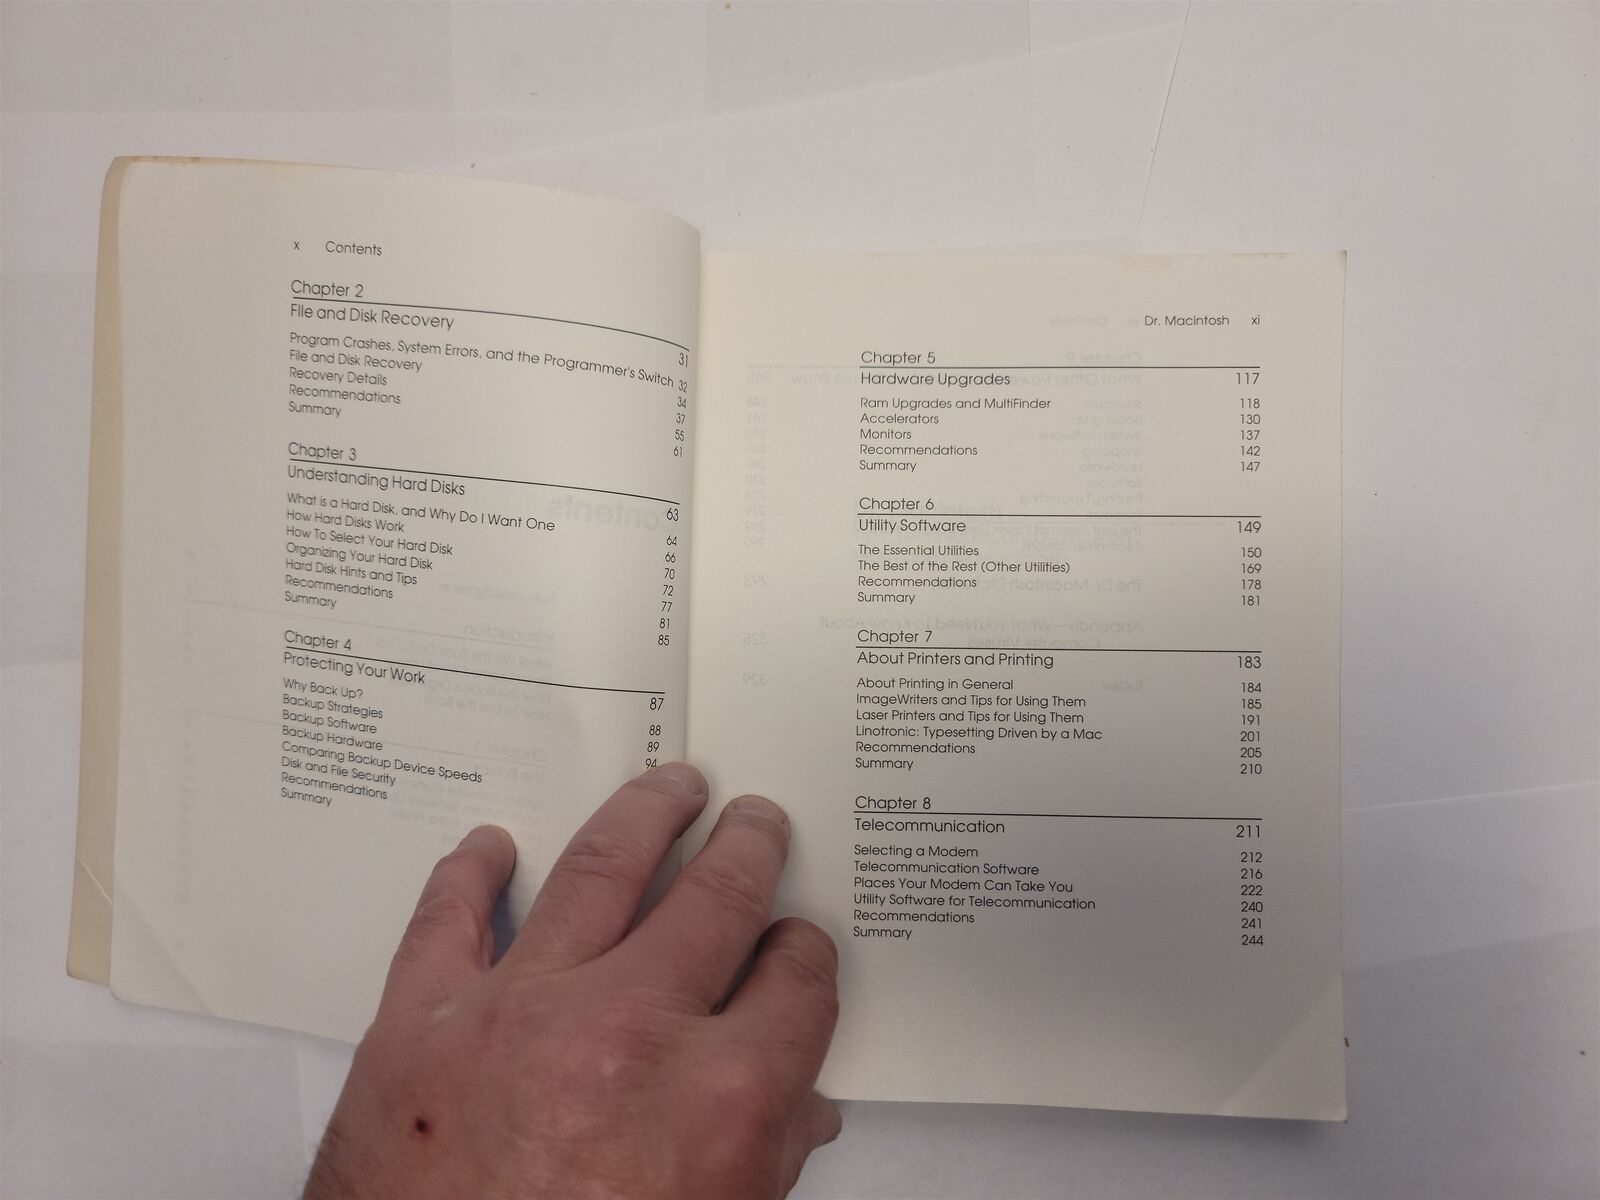 x Contents
Chapter 2
File and Disk Recovery 31
Program Crashes, System Errors, and the Programmer's Switch 32
File and Disk Recovery 34
Recovery Details 37
Recommendations 55
Summary 61
Chapter 3
Understanding Hard Disks 63
What is a Hard Disk, and Why Do I Want One 64
How Hard Disks Work 66
How To Select Your Hard Disk 70
Organizing Your Hard Disk 72
Hard Disk Hints and Tips 77
Recommendations 81
Summary 85
Chapter 4
Protecting Your Work 87
Why Back Up? 88
Backup Strategies 89
Backup Software 94
Backup Hardware
Comparing Backup Device Speeds
Disk and File Security
Recommendations
Summary
Dr. Macintosh xi
Chapter 5
Hardware Upgrades 117
Ram Upgrades and MultiFinder 118
Accelerators 130
Monitors 137
Recommendations 142
Summary 147
Chapter 6
Utility Software 149
The Essential Utilities 150
The Best of the Rest (Other Utilities) 169
Recommendations 178
Summary 181
Chapter 7
About Printers and Printing 183
About Printing in General 184
ImageWriters and Tips for Using Them 185
Laser Printers and Tips for Using Them 191
Linotronic: Typesetting Driven by a Mac 201
Recommendations 205
Summary 210
Chapter 8
Telecommunication 211
Selecting a Modem 212
Telecommunication Software 216
Places Your Modem Can Take You 222
Utility Software for Telecommunication 240
Recommendations 241
Summary 244